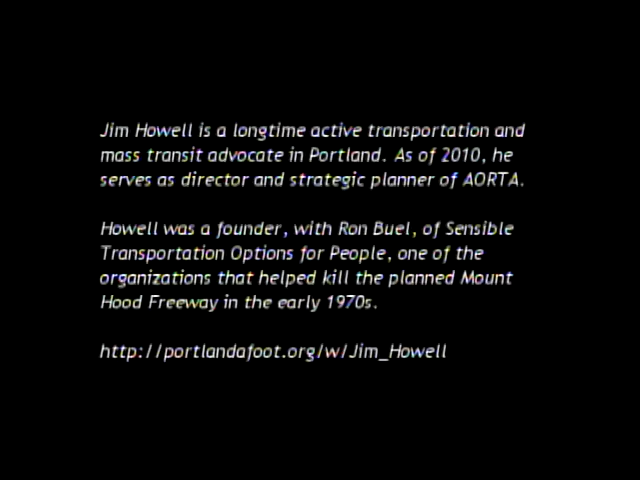 Jim Howell is a longtime active transportation and
mass transit advocate in Portland. As of 2010, he
serves as director and strategic planner of AORTA.
Howell was a founder, with Ron Buel, of Sensible
Transportation Options for People, one of the
organizations that helped kill the planned Mount
Hood Freeway in the early 1970s.
http://portlandafoot.org/w/Jim_Howell